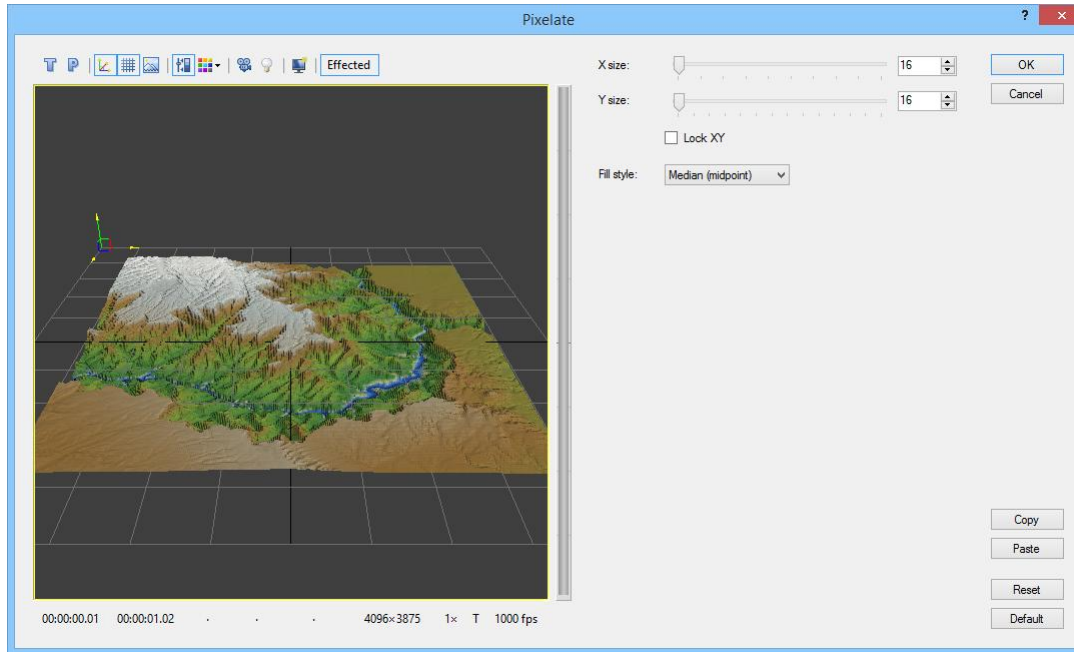 Pixelate
? ×
T P Effected
X size: 16
OK
Y size: 16
Cancel
Lock XY
Fill style: Median (midpoint)
Copy
Paste
Reset
Default
00:00:00.01 00:00:01.02 . . . 4096×3875 1× T 1000 fps